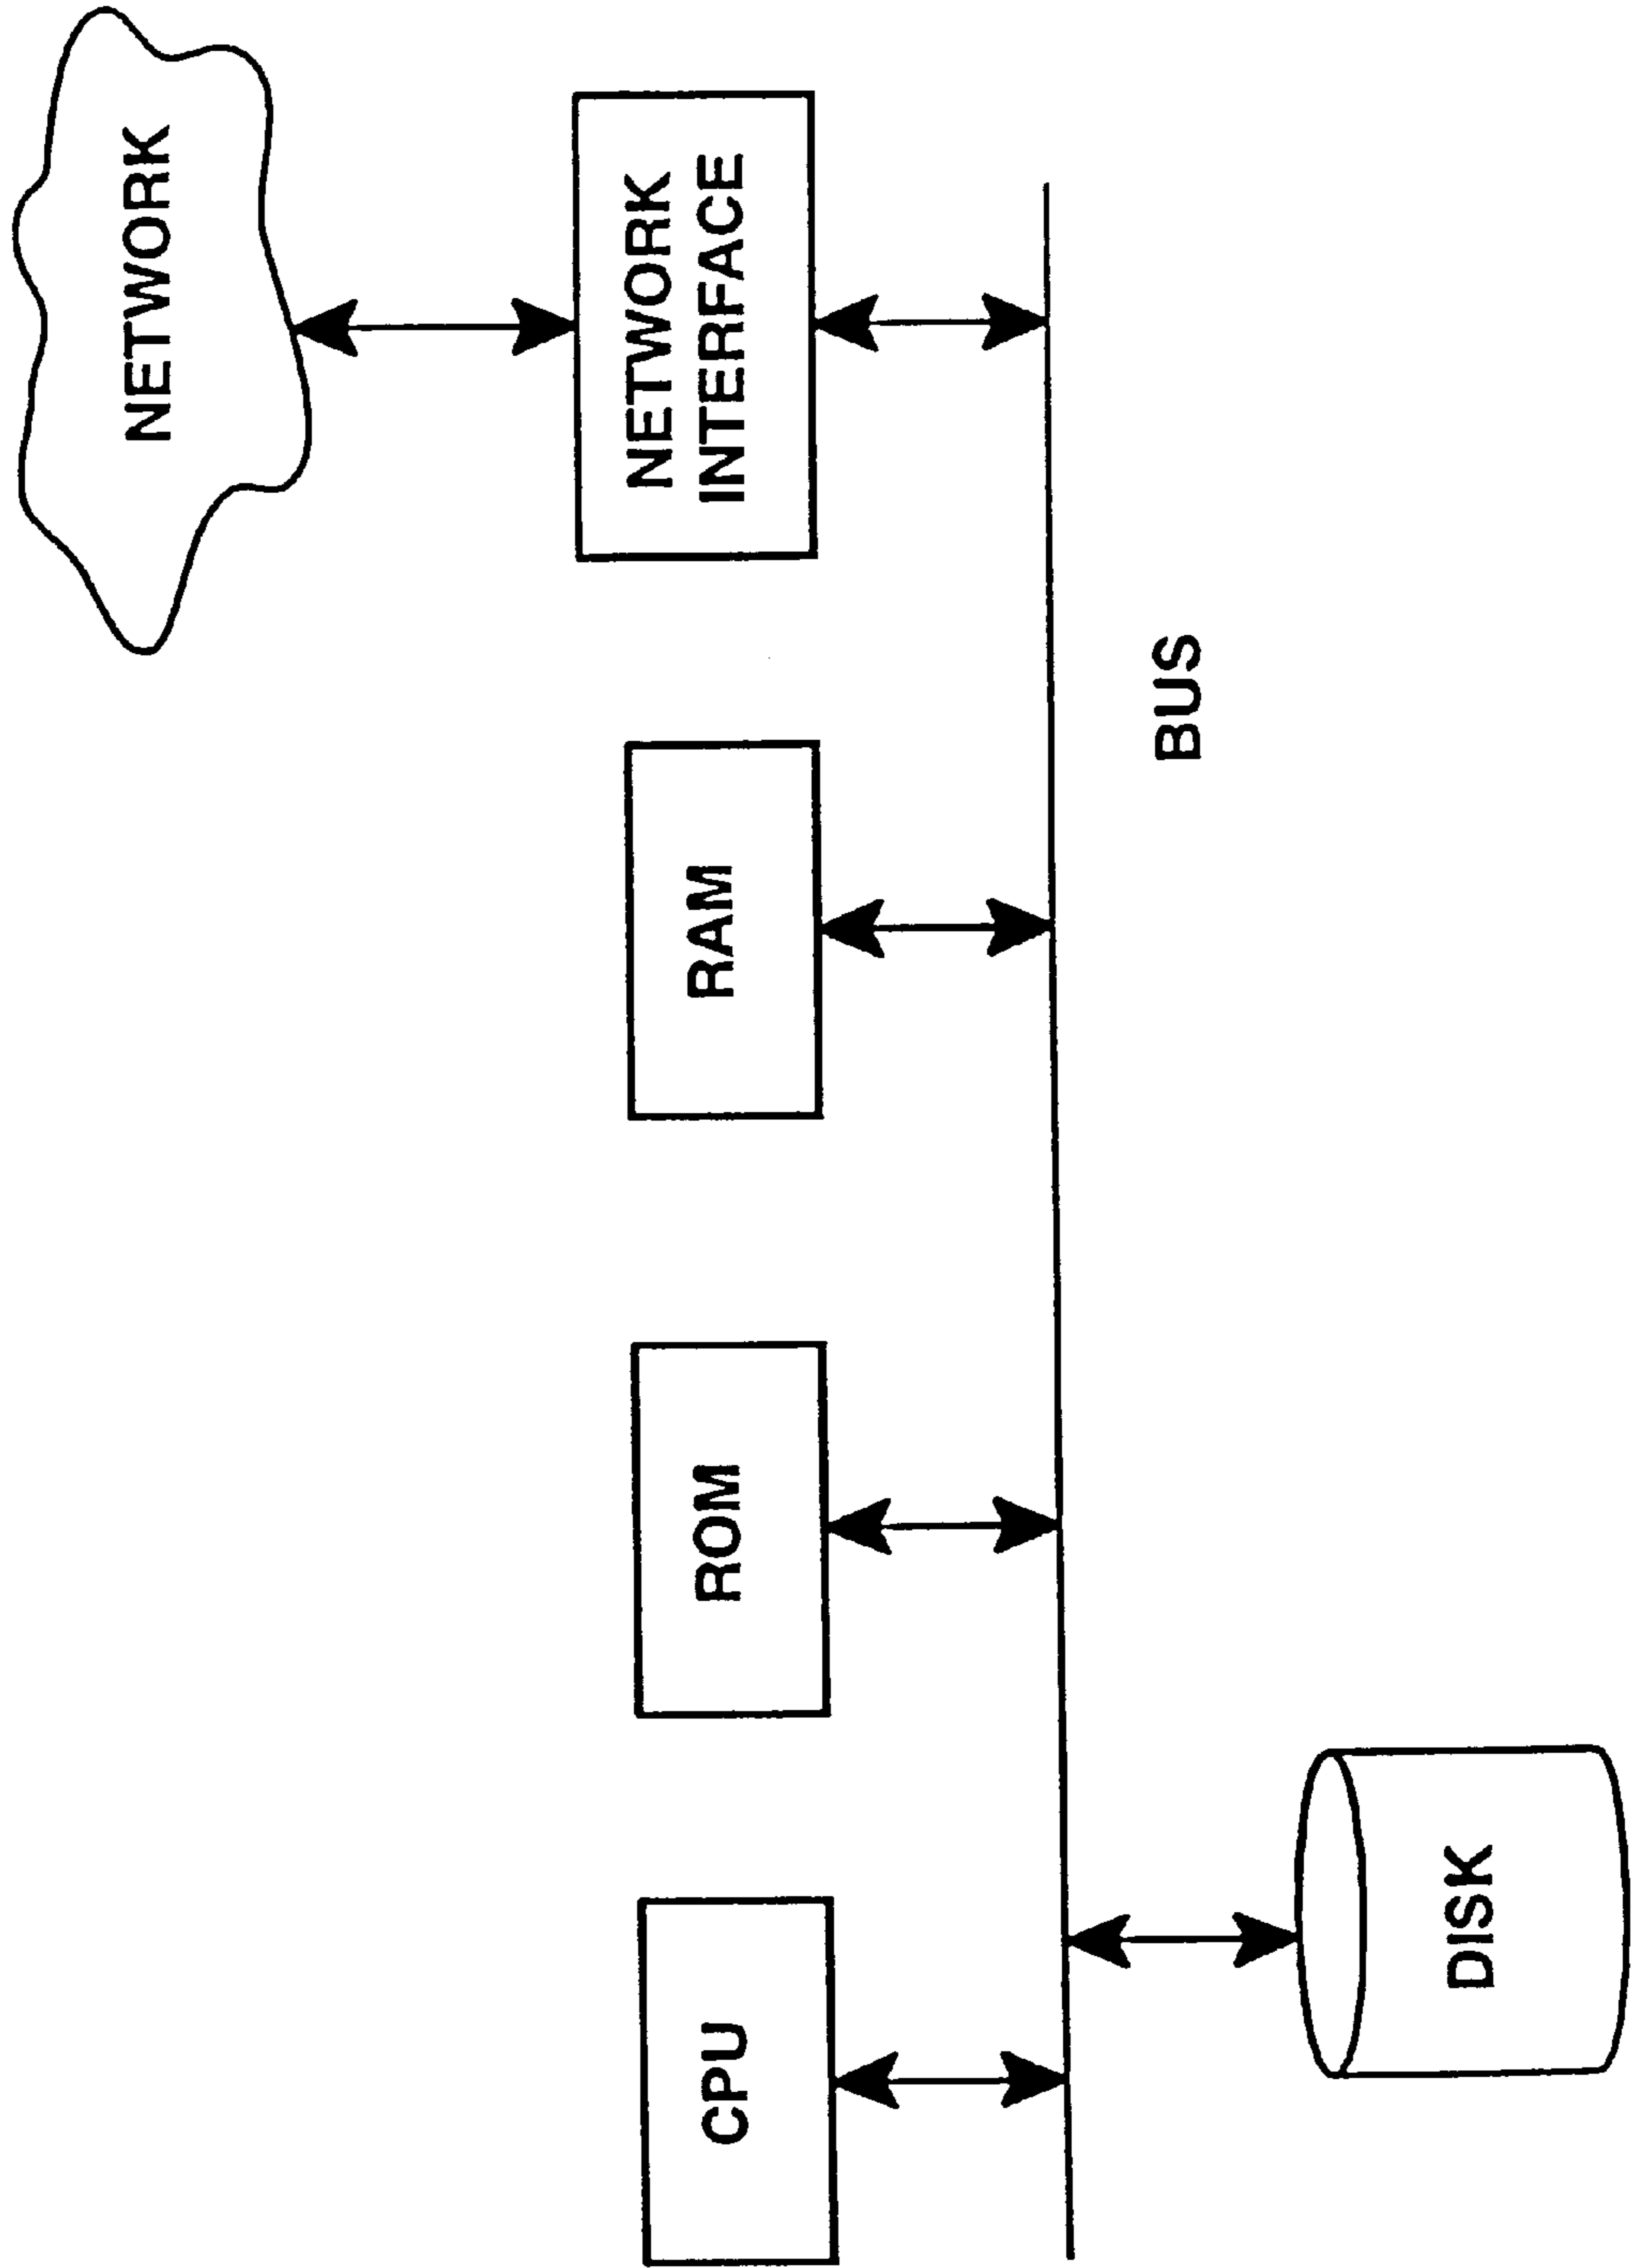 NETWORK
CPU
ROM
RAM
NETWORK
INTERFACE
BUS
DISK